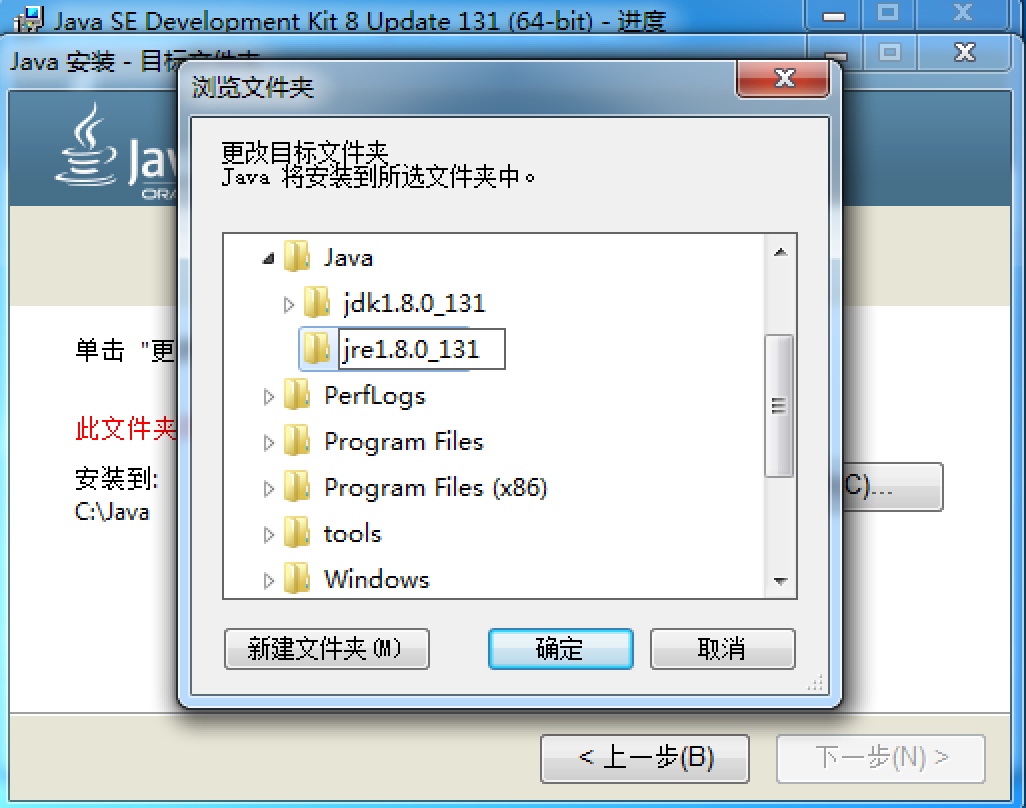 Java SE Development Kit 8 Update 131 (64-bit) - 进度
Java 安装 - 目标文件夹
浏览文件夹
更改目标文件夹
Java 将安装到所选文件夹中。
Java
jdk1.8.0_131
jre1.8.0_131
PerfLogs
Program Files
Program Files (x86)
tools
Windows
单击 "更
此文件夹
安装到:
C:\Java
C)...
新建文件夹(M)
确定
取消
< 上一步(B)
下一步(N) >